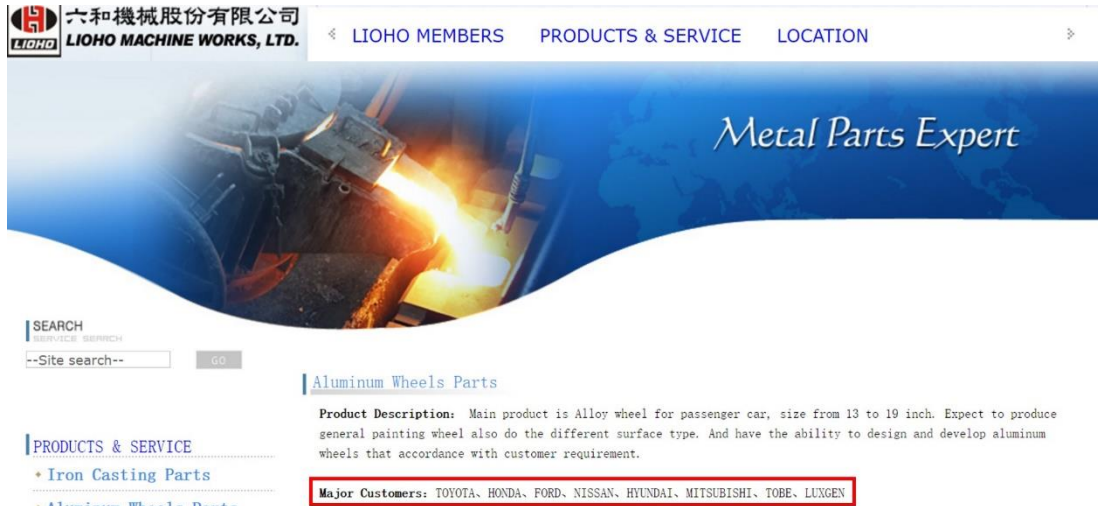 六和機械股份有限公司
LIOHO
LIOHO MACHINE WORKS, LTD.
LIOHO MEMBERS PRODUCTS & SERVICE LOCATION
Metal Parts Expert
SEARCH
SERVICE SEARCH
--Site search-- GO
Aluminum Wheels Parts
Product Description: Main product is Alloy wheel for passenger car, size from 13 to 19 inch. Expect to produce
general painting wheel also do the different surface type. And have the ability to design and develop aluminum
wheels that accordance with customer requirement.
Major Customers: TOYOTA、HONDA、FORD、NISSAN、HYUNDAI、MITSUBISHI、TOBE、LUXGEN
PRODUCTS & SERVICE
Iron Casting Parts
Aluminum Wheels Parts